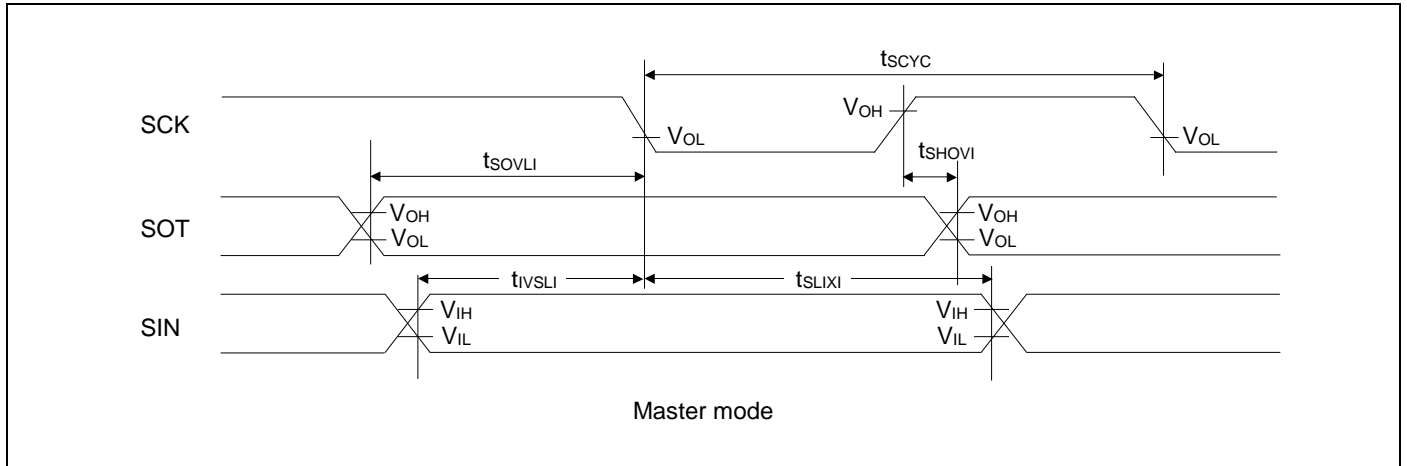 tSCYC
SCK
VOH
VOL
VOL
tSHOVI
tSOVLI
SOT
VOH
VOL
VOH
VOL
tIVSLI
tSLIXI
SIN
VIH
VIL
VIH
VIL
Master mode